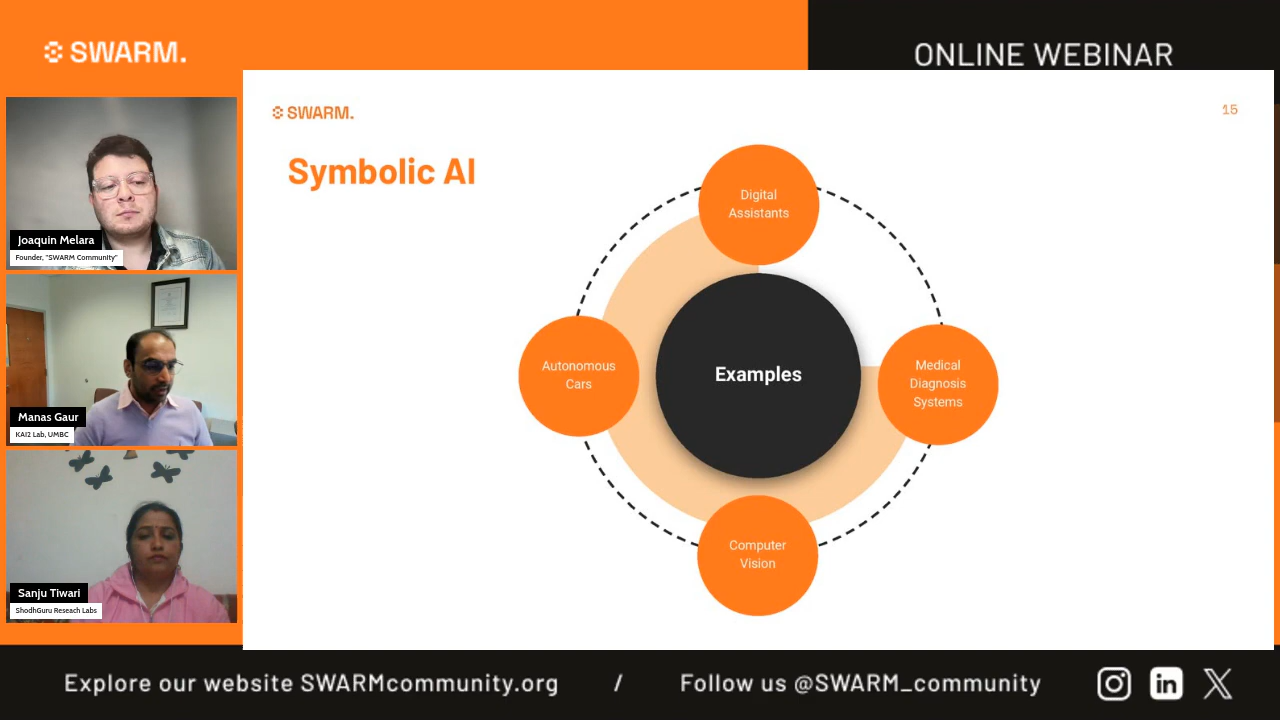 SWARM.
ONLINE WEBINAR
SWARM.
15
Symbolic AI
Digital
Assistants
Autonomous
Cars
Examples
Medical
Diagnosis
Systems
Computer
Vision
Joaquin Melara
Founder, "SWARM Community"
Manas Gaur
KAI2 Lab, UMBC
Sanju Tiwari
ShodhGuru Reseach Labs
Explore our website SWARMcommunity.org / Follow us @SWARM_community